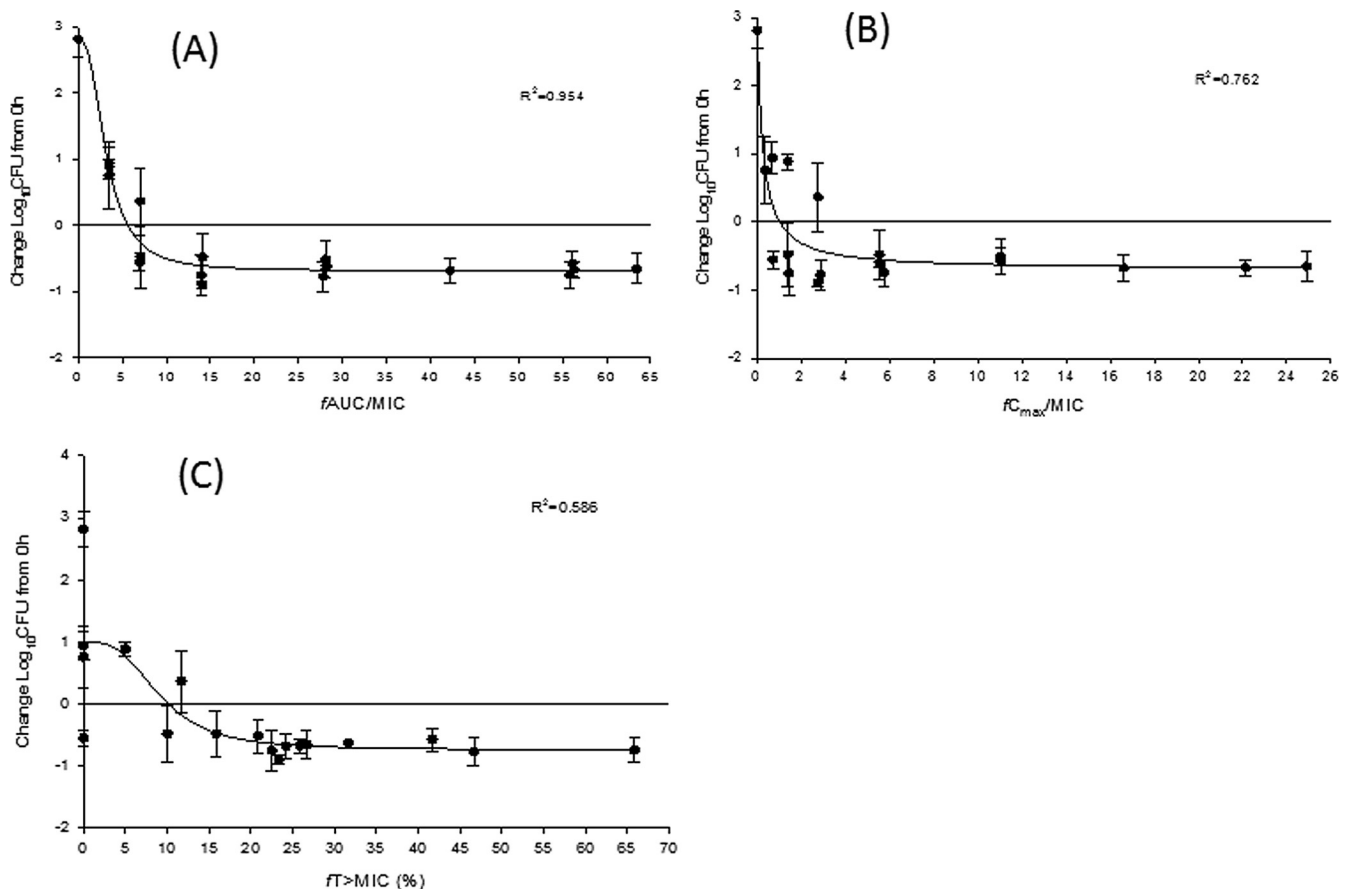 (A)
R²=0.954
Change Log₁₀CFU from 0h
3
2
1
0
-1
-2
0 5 10 15 20 25 30 35 40 45 50 55 60 65
fAUC/MIC
(B)
R²=0.762
Change Log₁₀CFU from 0h
3
2
1
0
-1
-2
0 2 4 6 8 10 12 14 16 18 20 22 24 26
fCmax/MIC
(C)
R²=0.586
Change Log₁₀CFU from 0h
4
3
2
1
0
-1
-2
0 5 10 15 20 25 30 35 40 45 50 55 60 65 70
fT>MIC (%)